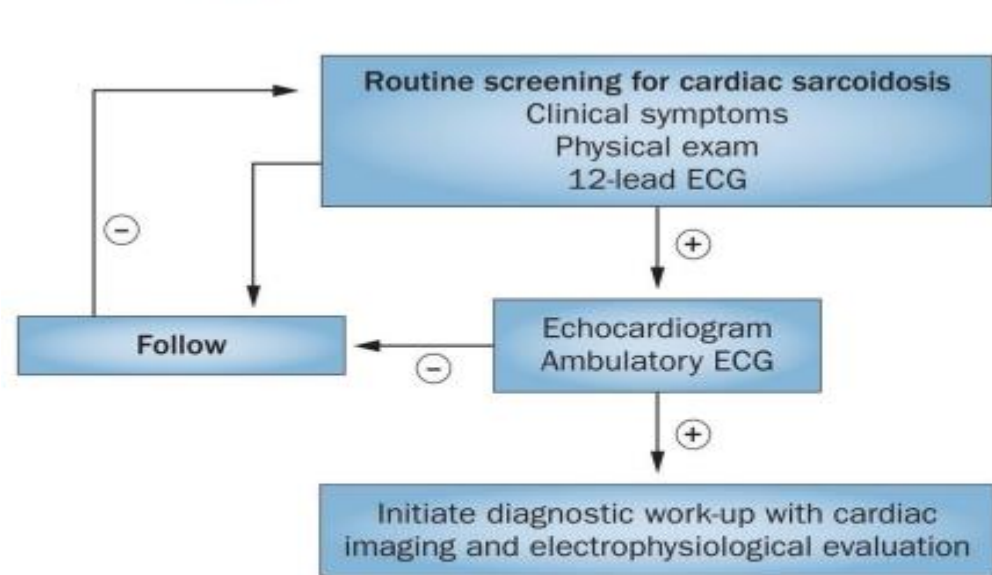 Routine screening for cardiac sarcoidosis
Clinical symptoms
Physical exam
12-lead ECG
−
+
Follow
Echocardiogram
Ambulatory ECG
−
+
Initiate diagnostic work-up with cardiac
imaging and electrophysiological evaluation